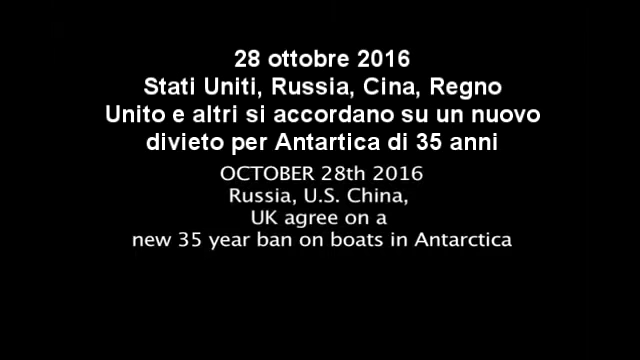 28 ottobre 2016
Stati Uniti, Russia, Cina, Regno
Unito e altri si accordano su un nuovo
divieto per Antartica di 35 anni
OCTOBER 28th 2016
Russia, U.S. China,
UK agree on a
new 35 year ban on boats in Antarctica